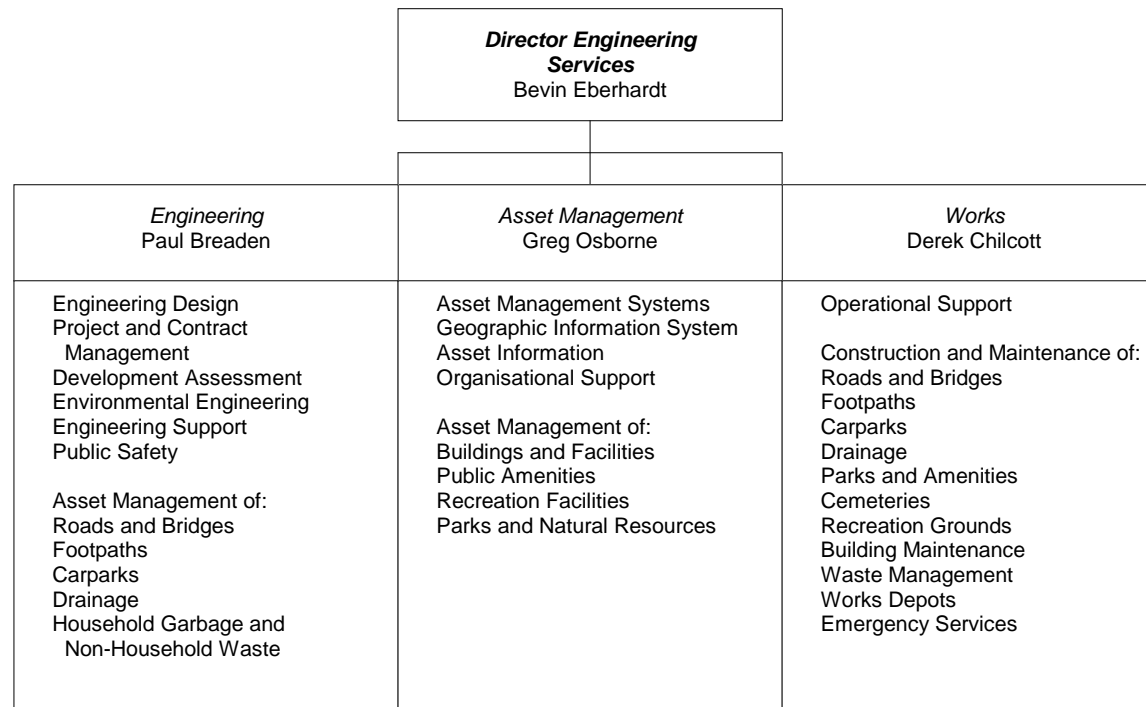 Director Engineering
Services
Bevin Eberhardt
Engineering
Paul Breaden
Asset Management
Greg Osborne
Works
Derek Chilcott
Engineering Design
Project and Contract
Management
Development Assessment
Environmental Engineering
Engineering Support
Public Safety
Asset Management of:
Roads and Bridges
Footpaths
Carparks
Drainage
Household Garbage and
Non-Household Waste
Asset Management Systems
Geographic Information System
Asset Information
Organisational Support
Asset Management of:
Buildings and Facilities
Public Amenities
Recreation Facilities
Parks and Natural Resources
Operational Support
Construction and Maintenance of:
Roads and Bridges
Footpaths
Carparks
Drainage
Parks and Amenities
Cemeteries
Recreation Grounds
Building Maintenance
Waste Management
Works Depots
Emergency Services